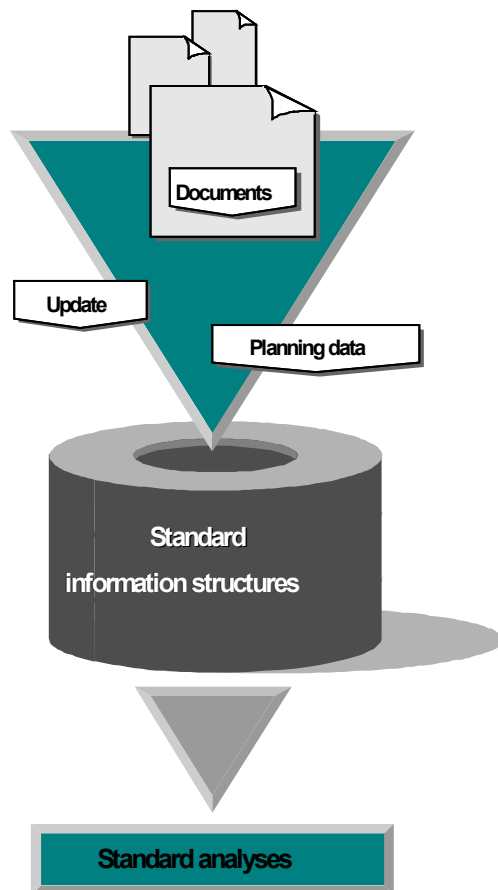 Documents
Update
Planning data
Standard
information structures
Standard analyses